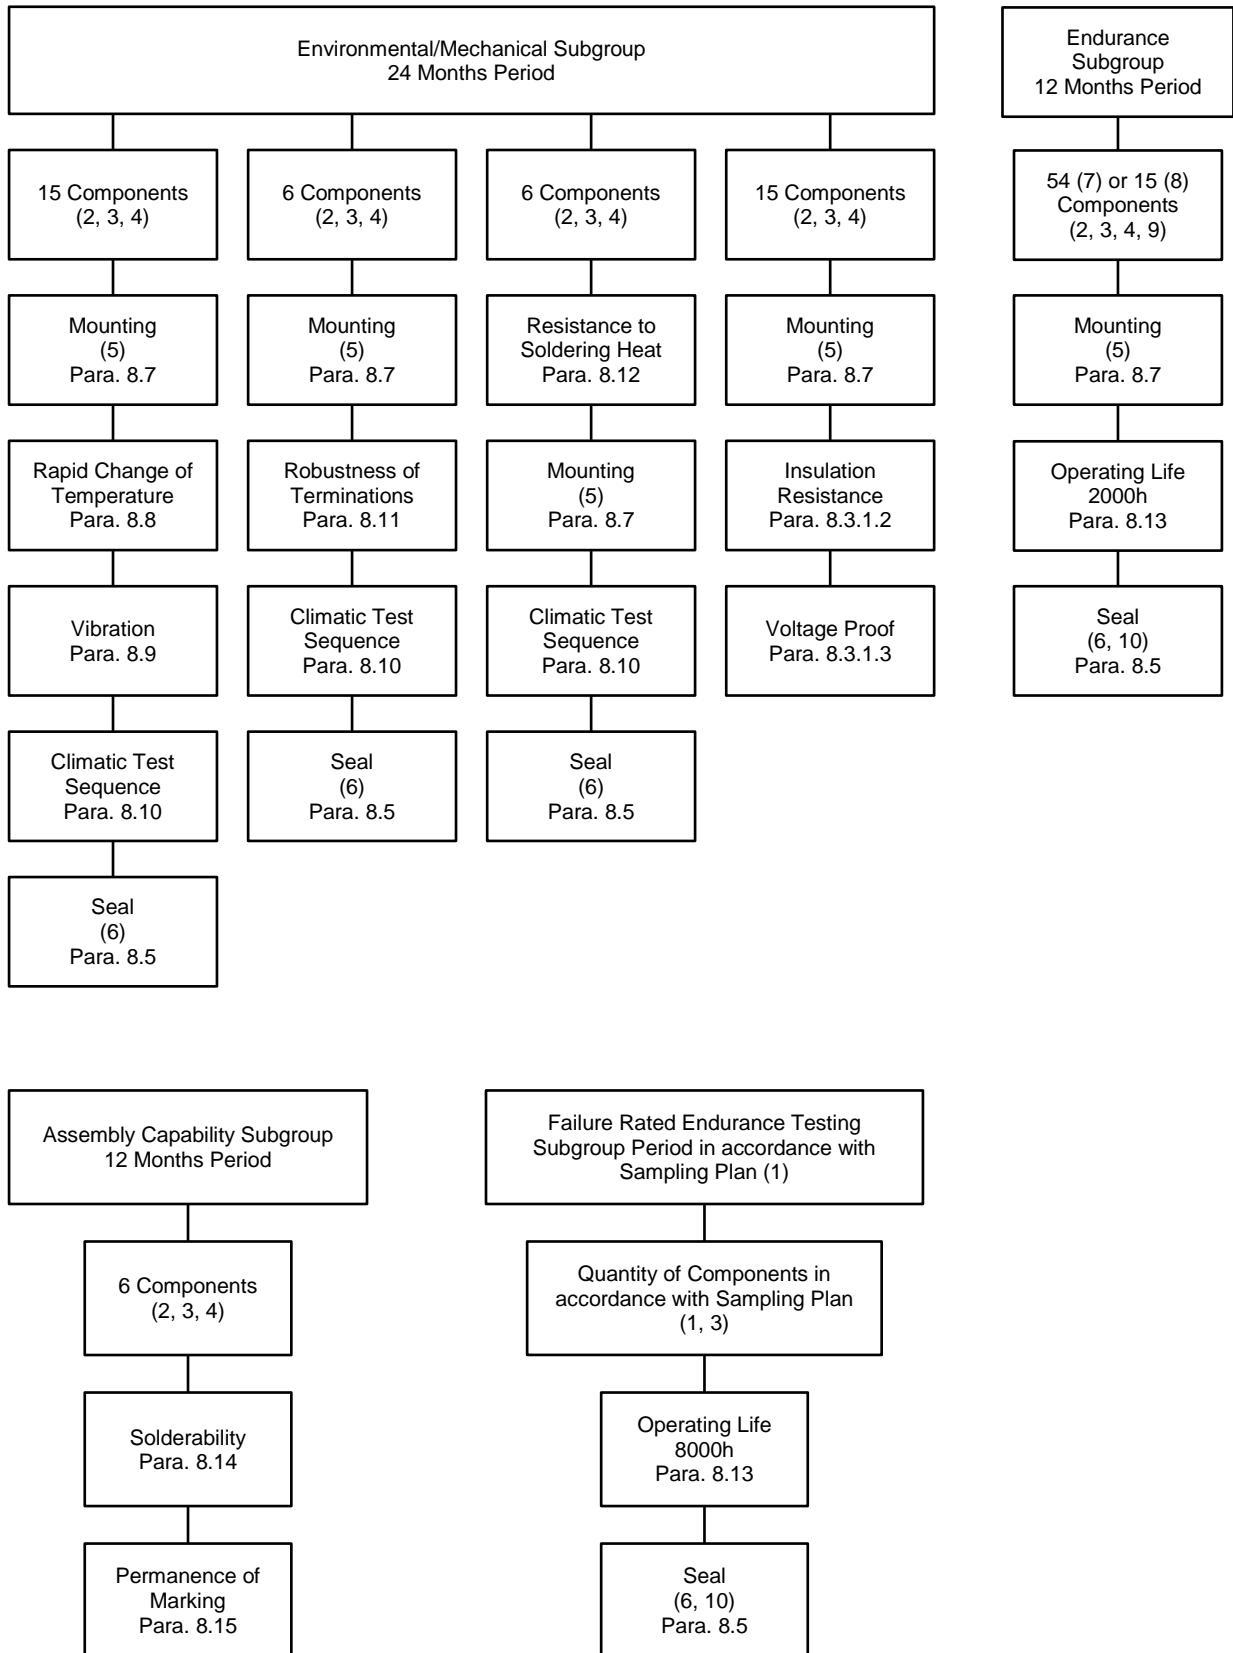 Environmental/Mechanical Subgroup
24 Months Period
Endurance
Subgroup
12 Months Period
15 Components
(2, 3, 4)
6 Components
(2, 3, 4)
6 Components
(2, 3, 4)
15 Components
(2, 3, 4)
54 (7) or 15 (8)
Components
(2, 3, 4, 9)
Mounting
(5)
Para. 8.7
Mounting
(5)
Para. 8.7
Resistance to
Soldering Heat
Para. 8.12
Mounting
(5)
Para. 8.7
Mounting
(5)
Para. 8.7
Rapid Change of
Temperature
Para. 8.8
Robustness of
Terminations
Para. 8.11
Mounting
(5)
Para. 8.7
Insulation
Resistance
Para. 8.3.1.2
Operating Life
2000h
Para. 8.13
Vibration
Para. 8.9
Climatic Test
Sequence
Para. 8.10
Climatic Test
Sequence
Para. 8.10
Voltage Proof
Para. 8.3.1.3
Seal
(6, 10)
Para. 8.5
Climatic Test
Sequence
Para. 8.10
Seal
(6)
Para. 8.5
Seal
(6)
Para. 8.5
Seal
(6)
Para. 8.5
Assembly Capability Subgroup
12 Months Period
Failure Rated Endurance Testing
Subgroup Period in accordance with
Sampling Plan (1)
6 Components
(2, 3, 4)
Quantity of Components in
accordance with Sampling Plan
(1, 3)
Solderability
Para. 8.14
Operating Life
8000h
Para. 8.13
Permanence of
Marking
Para. 8.15
Seal
(6, 10)
Para. 8.5